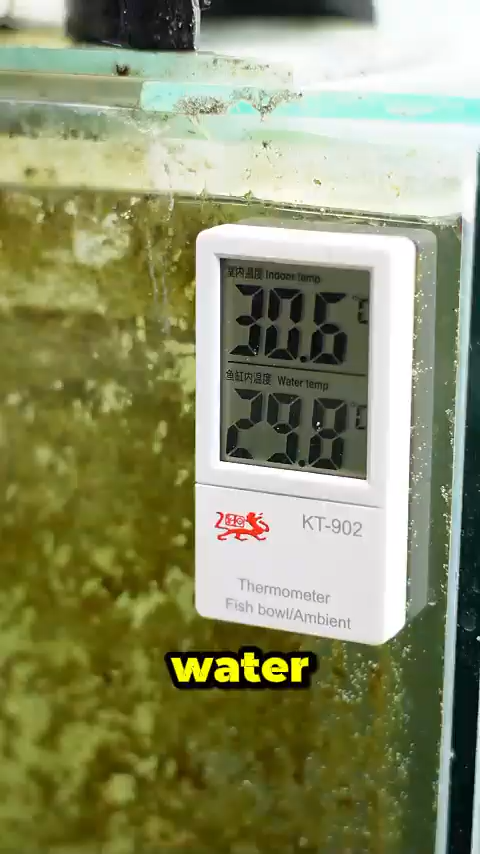 室内温度 Indoor temp
30.6 °C
鱼缸内温度 Water temp
29.8 °C
KT-902
Thermometer
Fish bowl/Ambient
water